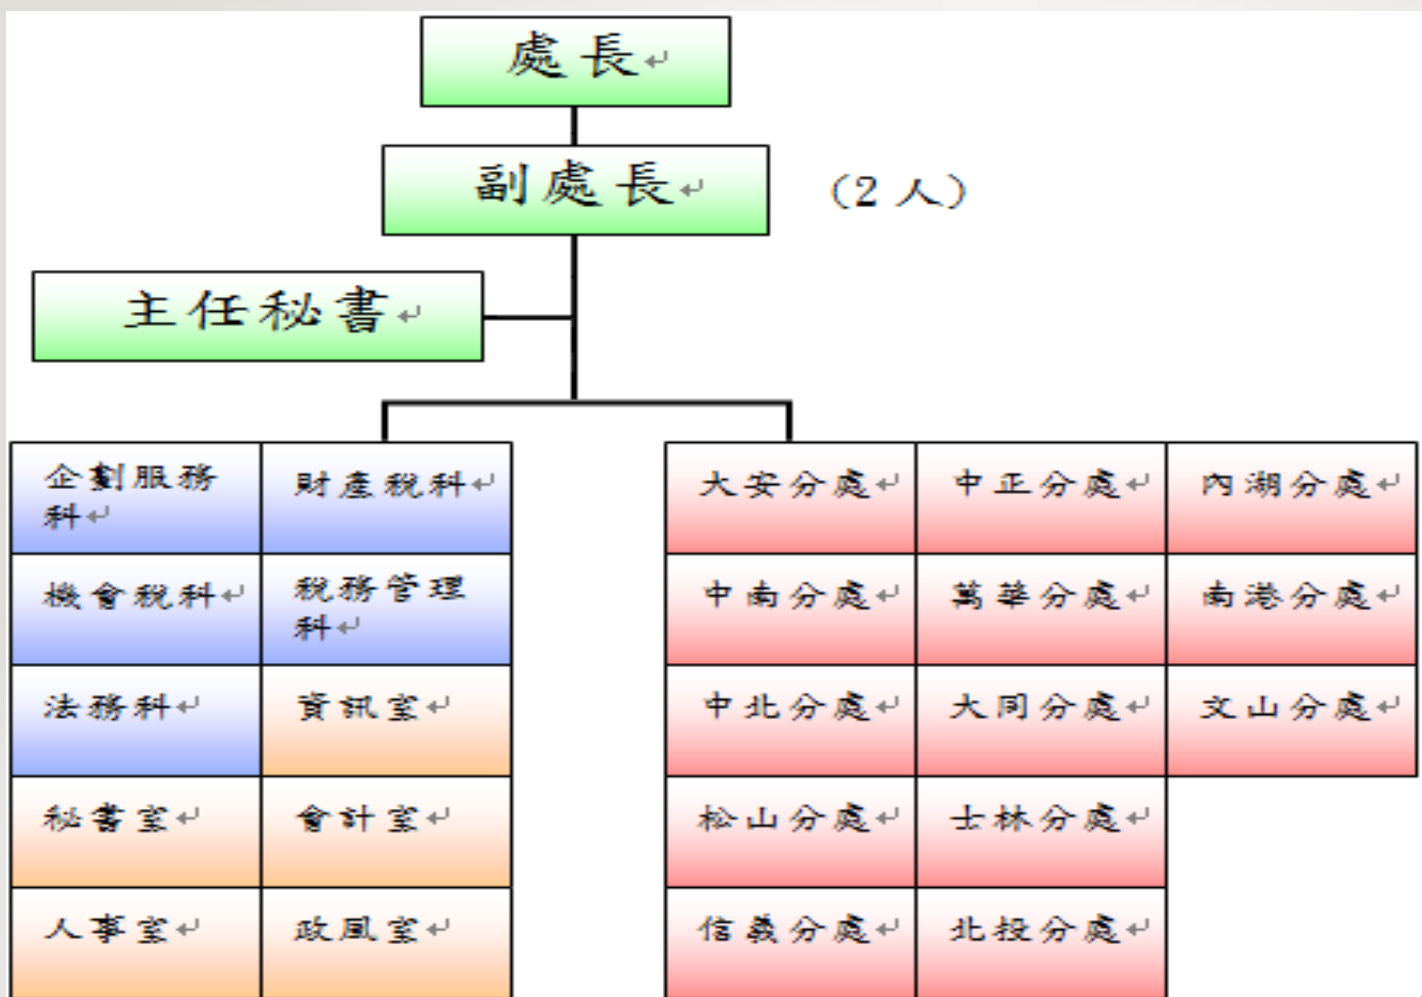 處長
副處長
（2 人）
主任秘書
企劃服務
科
財產稅科
機會稅科
稅務管理
科
法務科
資訊室
秘書室
會計室
人事室
政風室
大安分處
中正分處
內湖分處
中南分處
萬華分處
南港分處
中北分處
大同分處
文山分處
松山分處
士林分處
信義分處
北投分處